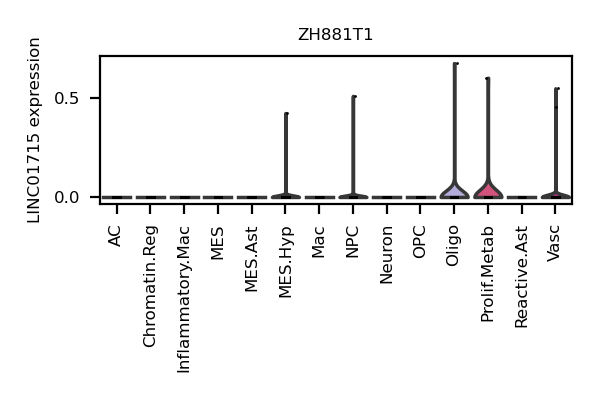 ZH881T1
LINC01715 expression
0.5
0.0
AC
Chromatin.Reg
Inflammatory.Mac
MES
MES.Ast
MES.Hyp
Mac
NPC
Neuron
OPC
Oligo
Prolif.Metab
Reactive.Ast
Vasc